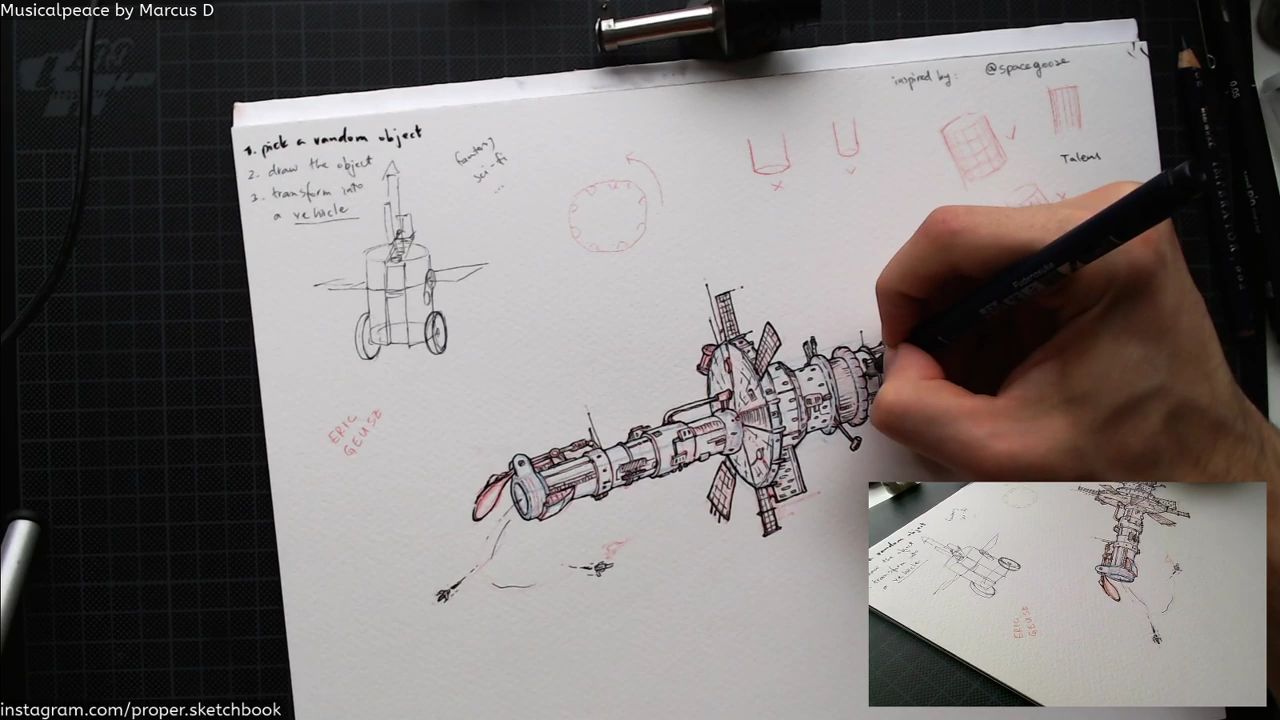 Musicalpeace by Marcus D
inspired by: @spacegoose
1. pick a random object
2. draw the object
3. transform into
a vehicle
fantasy
sci-fi
...
Talens
ERIC
GEUSE
instagram.com/proper.sketchbook